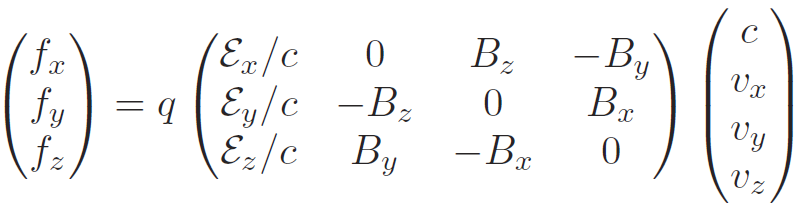 f_x = q ℰ_x/c 0 B_z −B_y c
f_y ℰ_y/c −B_z 0 B_x v_x
f_z ℰ_z/c B_y −B_x 0 v_y
v_z